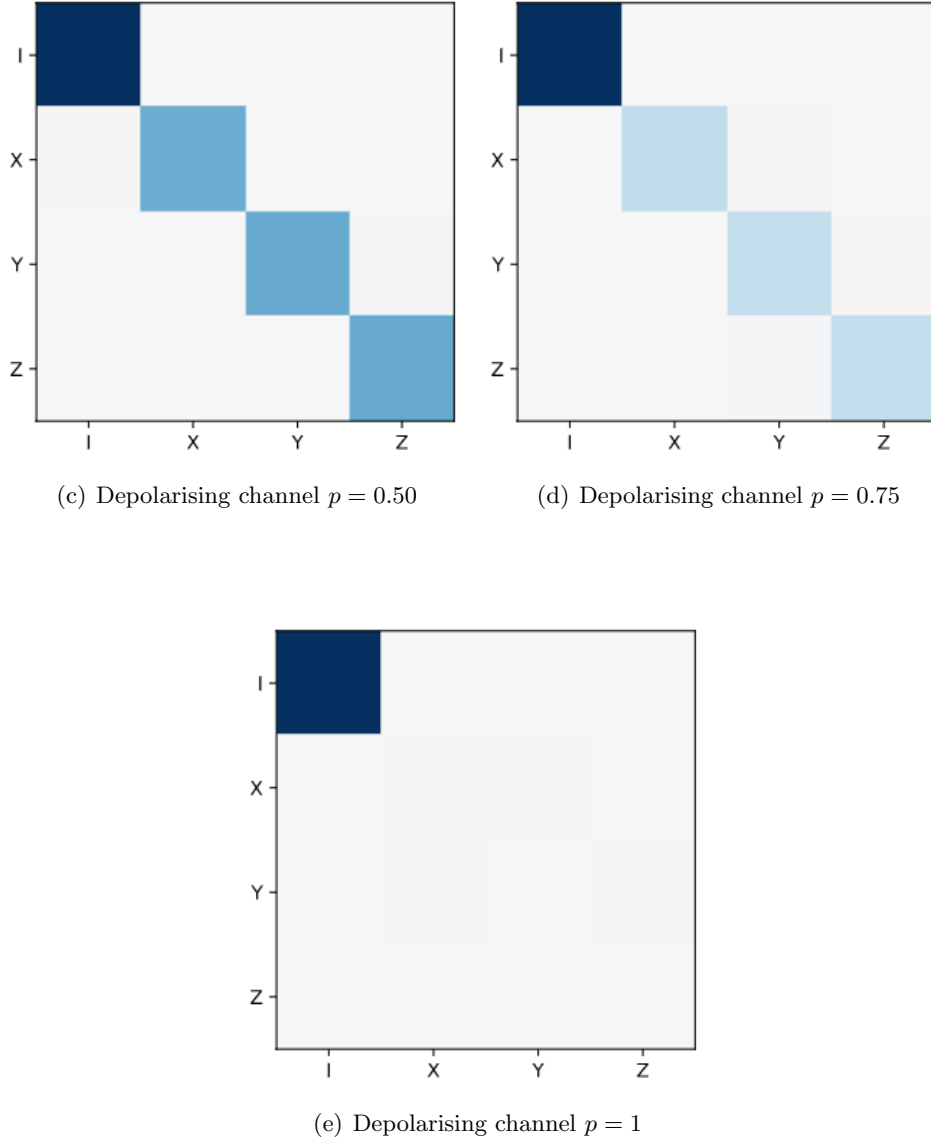 I
X
Y
Z
I X Y Z
(c) Depolarising channel p = 0.50
I
X
Y
Z
I X Y Z
(d) Depolarising channel p = 0.75
I
X
Y
Z
I X Y Z
(e) Depolarising channel p = 1